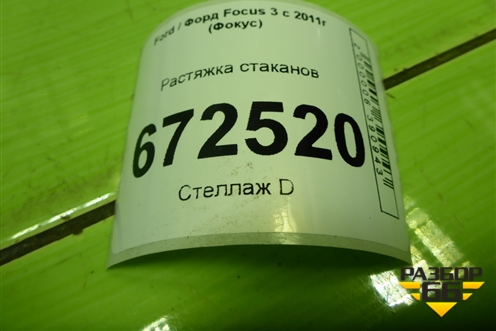 Ford / Форд Focus 3 с 2011г
(Фокус)
Растяжка стаканов
672520
Стеллаж D
РАЗБОР
66